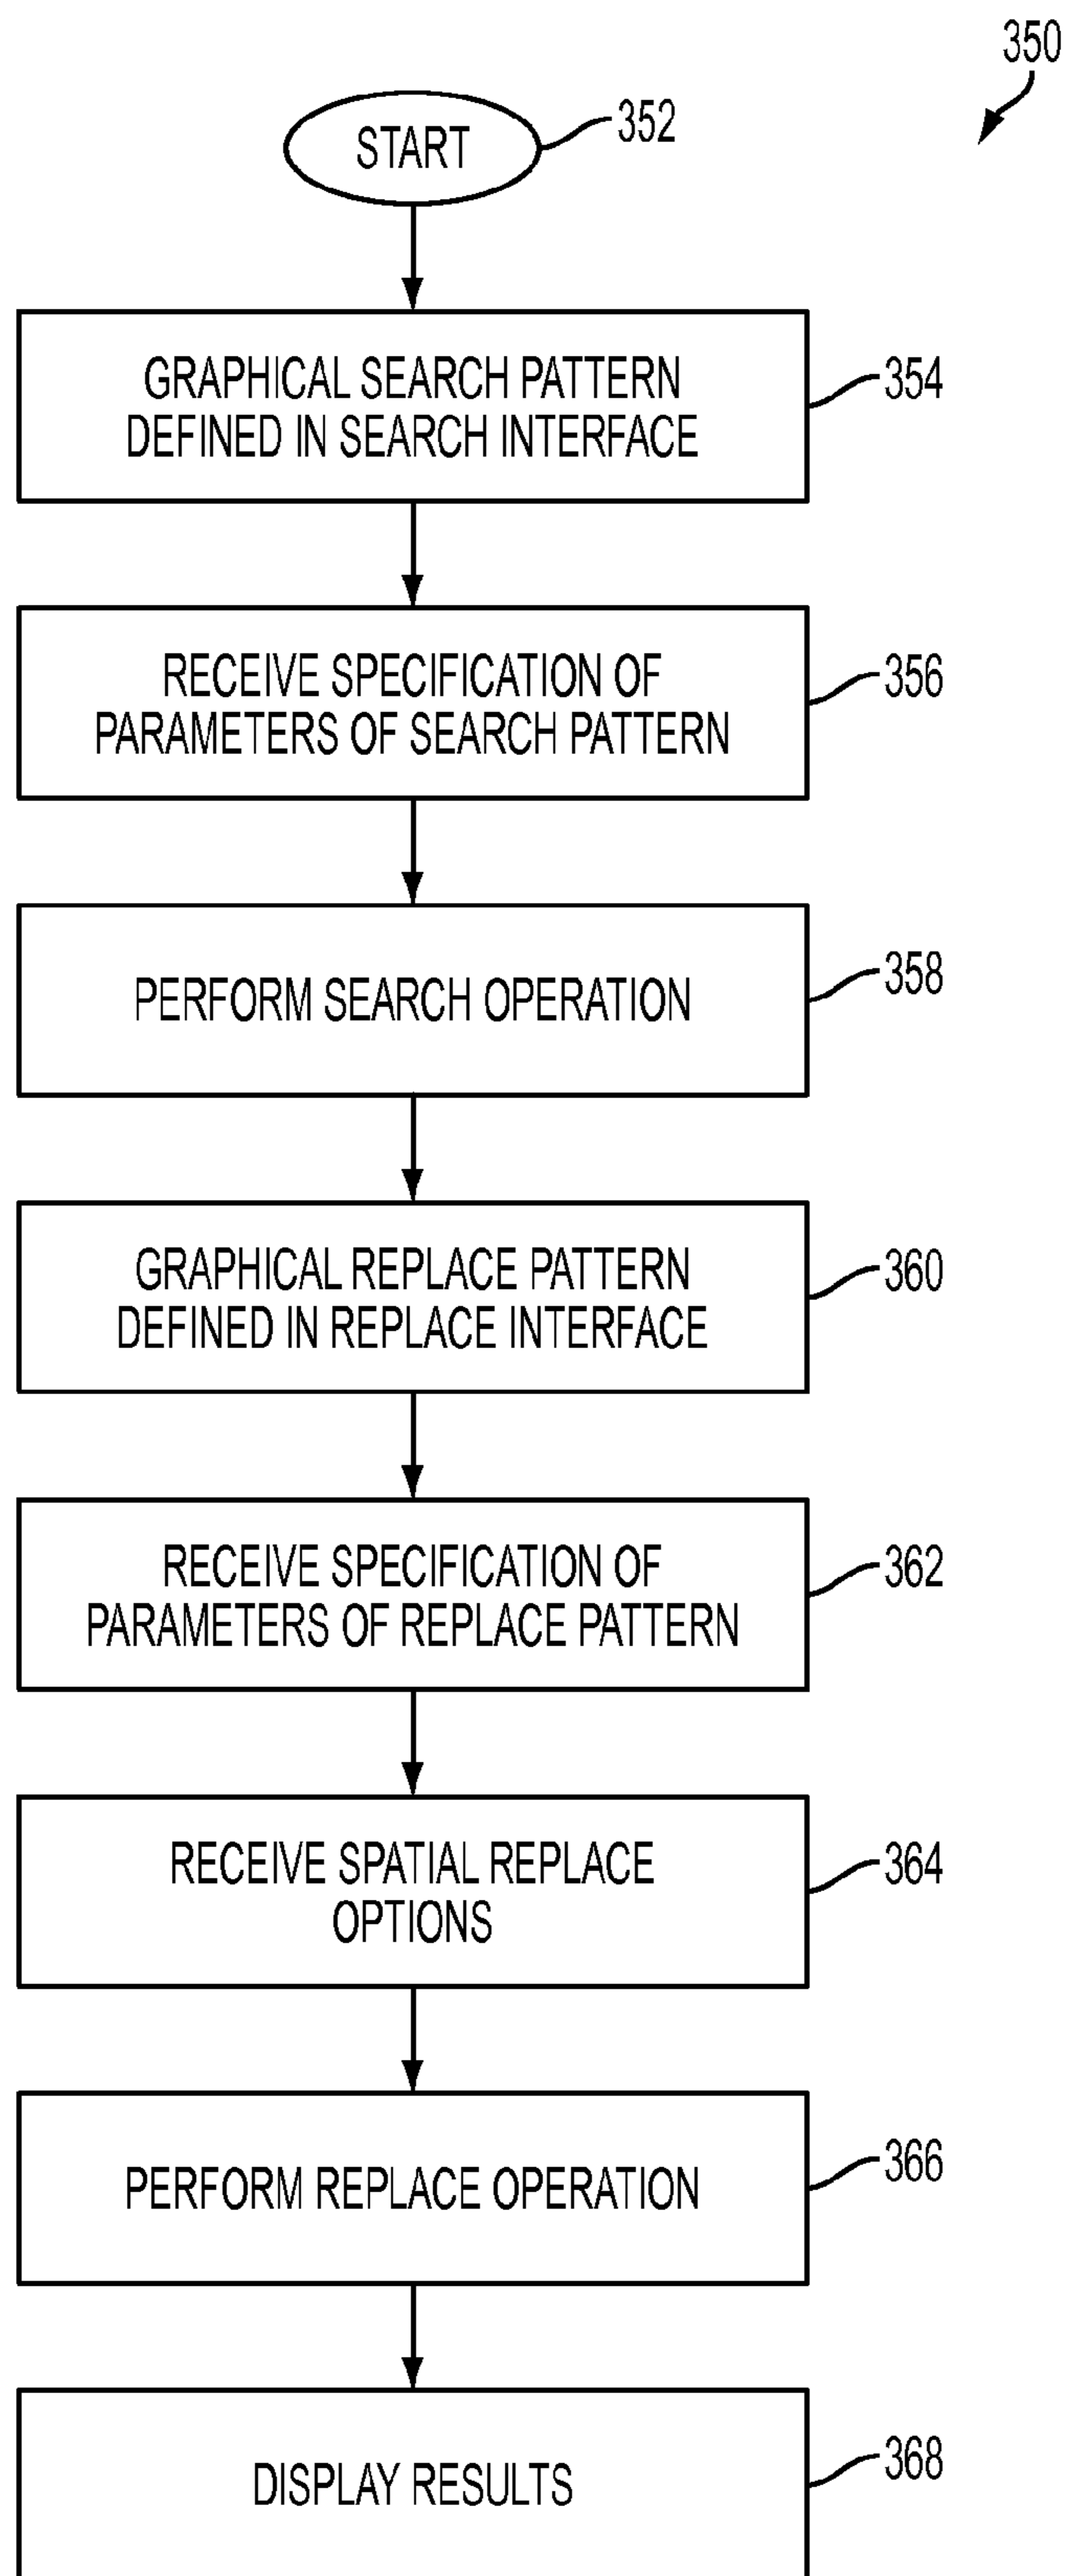 350
START
352
GRAPHICAL SEARCH PATTERN
DEFINED IN SEARCH INTERFACE
354
RECEIVE SPECIFICATION OF
PARAMETERS OF SEARCH PATTERN
356
PERFORM SEARCH OPERATION
358
GRAPHICAL REPLACE PATTERN
DEFINED IN REPLACE INTERFACE
360
RECEIVE SPECIFICATION OF
PARAMETERS OF REPLACE PATTERN
362
RECEIVE SPATIAL REPLACE
OPTIONS
364
PERFORM REPLACE OPERATION
366
DISPLAY RESULTS
368